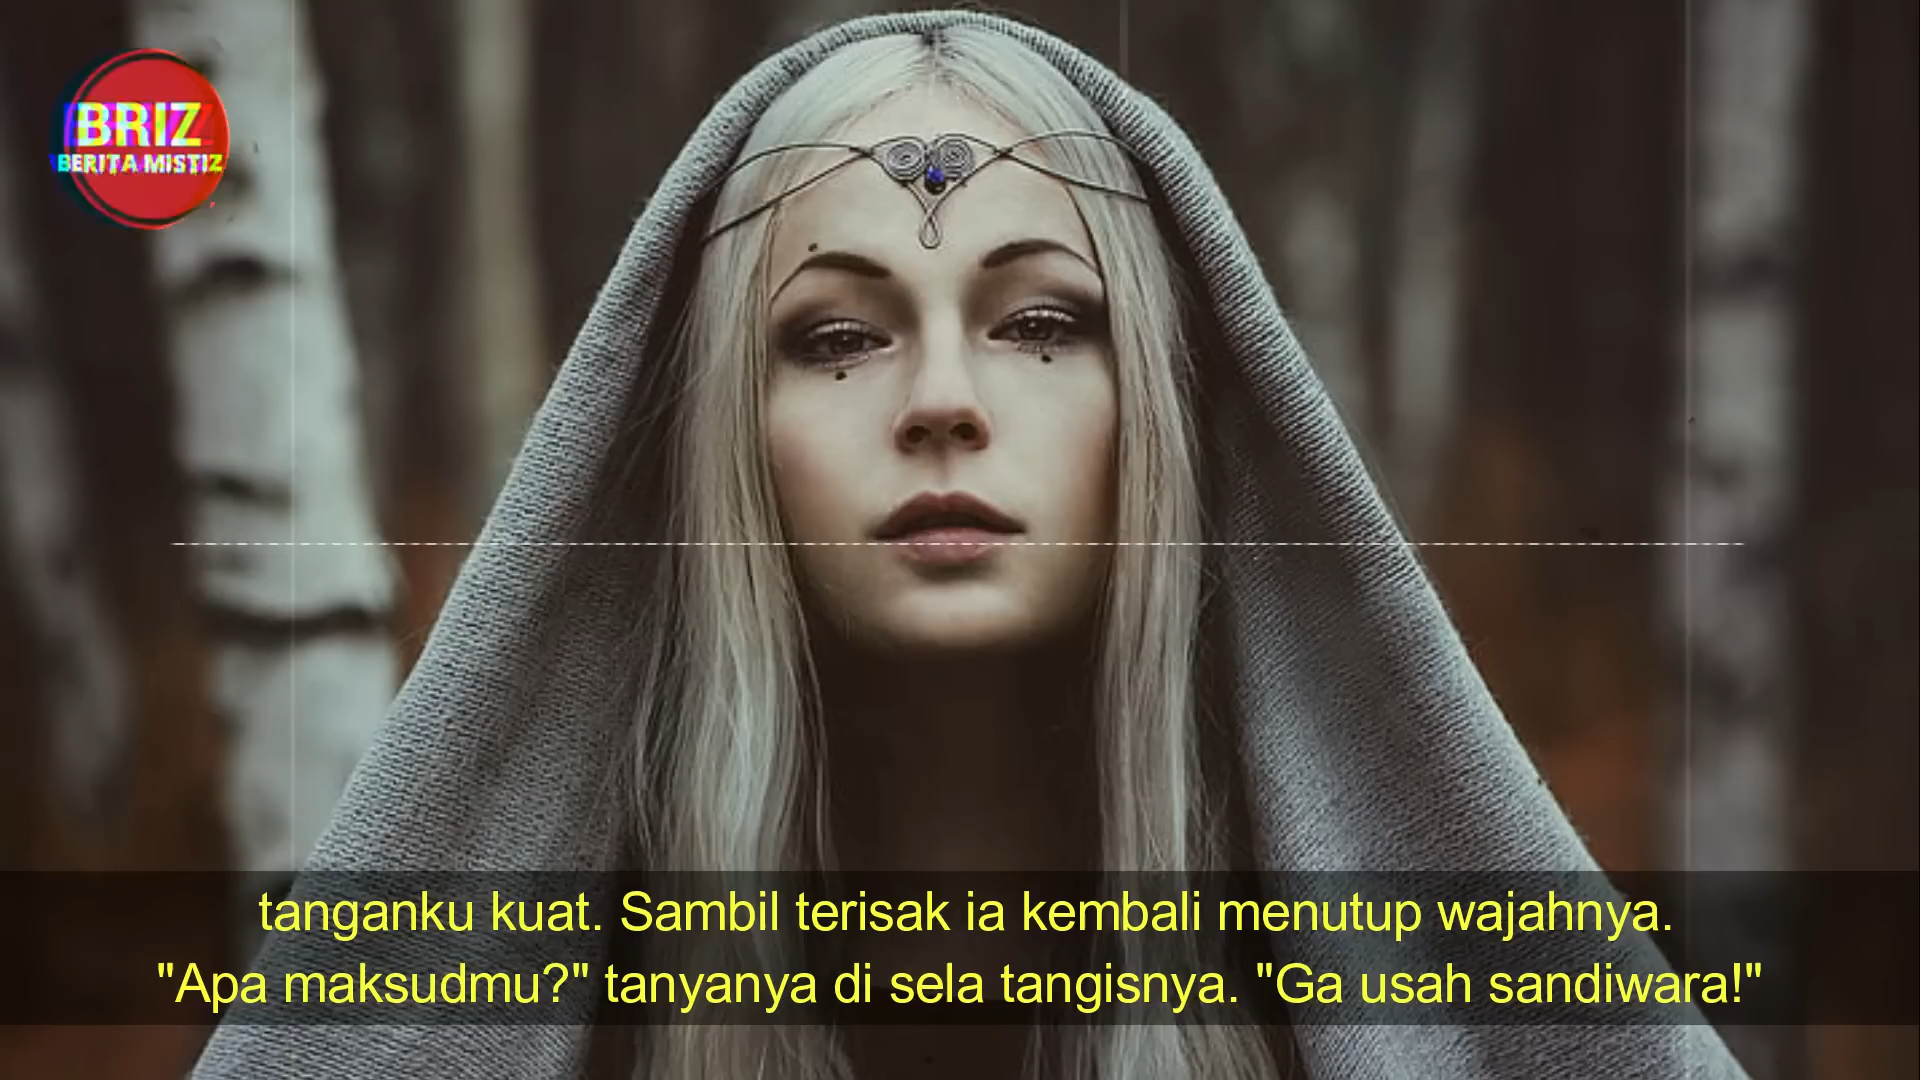 BRIZ
BERITA MISTIZ
tanganku kuat. Sambil terisak ia kembali menutup wajahnya.
"Apa maksudmu?" tanyanya di sela tangisnya. "Ga usah sandiwara!"